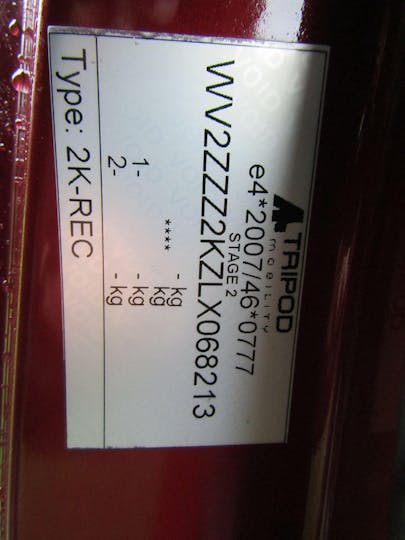 TRIPOD
mobility
e4*2007/46*0777
STAGE 2
WV2ZZZ2KZLX068213
- kg
**** - kg
1- - kg
2- - kg
Type: 2K-REC